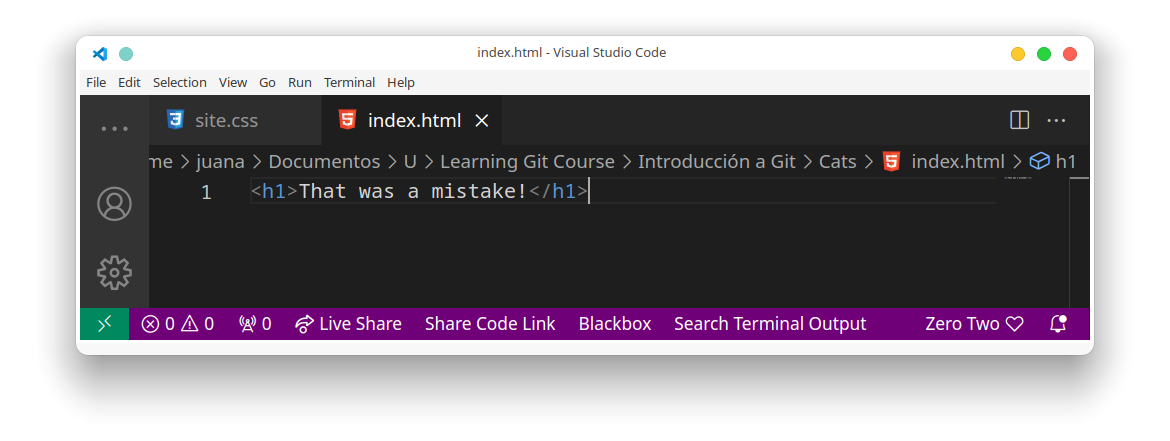 index.html - Visual Studio Code
File Edit Selection View Go Run Terminal Help
site.css index.html
me > juana > Documentos > U > Learning Git Course > Introducción a Git > Cats > index.html > h1
1 <h1>That was a mistake!</h1>
0 0 0 Live Share Share Code Link Blackbox Search Terminal Output Zero Two